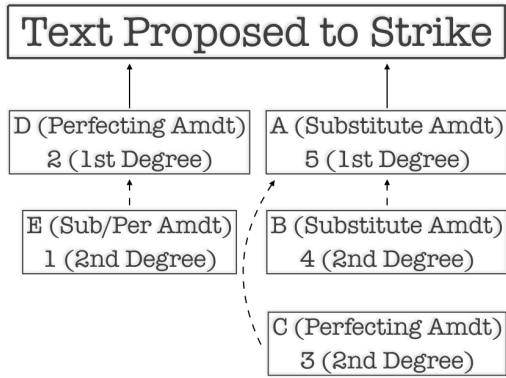 Text Proposed to Strike
D (Perfecting Amdt)
2 (1st Degree)
A (Substitute Amdt)
5 (1st Degree)
E (Sub/Per Amdt)
1 (2nd Degree)
B (Substitute Amdt)
4 (2nd Degree)
C (Perfecting Amdt)
3 (2nd Degree)